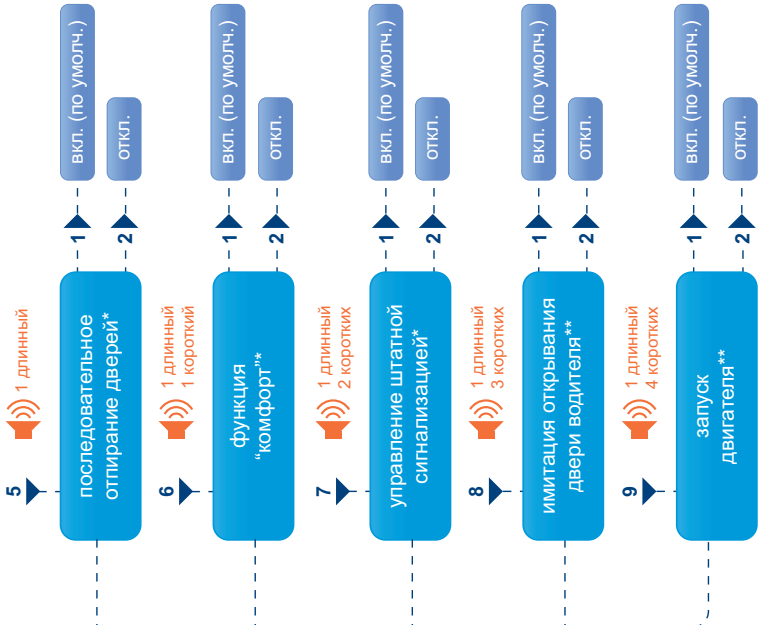 5
1 длинный
последовательное
отпирание дверей*
1
вкл. (по умолч.)
2
откл.
6
1 длинный
1 короткий
функция
“комфорт”*
1
вкл. (по умолч.)
2
откл.
7
1 длинный
2 коротких
управление штатной
сигнализацией*
1
вкл. (по умолч.)
2
откл.
8
1 длинный
3 коротких
имитация открывания
двери водителя**
1
вкл. (по умолч.)
2
откл.
9
1 длинный
4 коротких
запуск
двигателя**
1
вкл. (по умолч.)
2
откл.